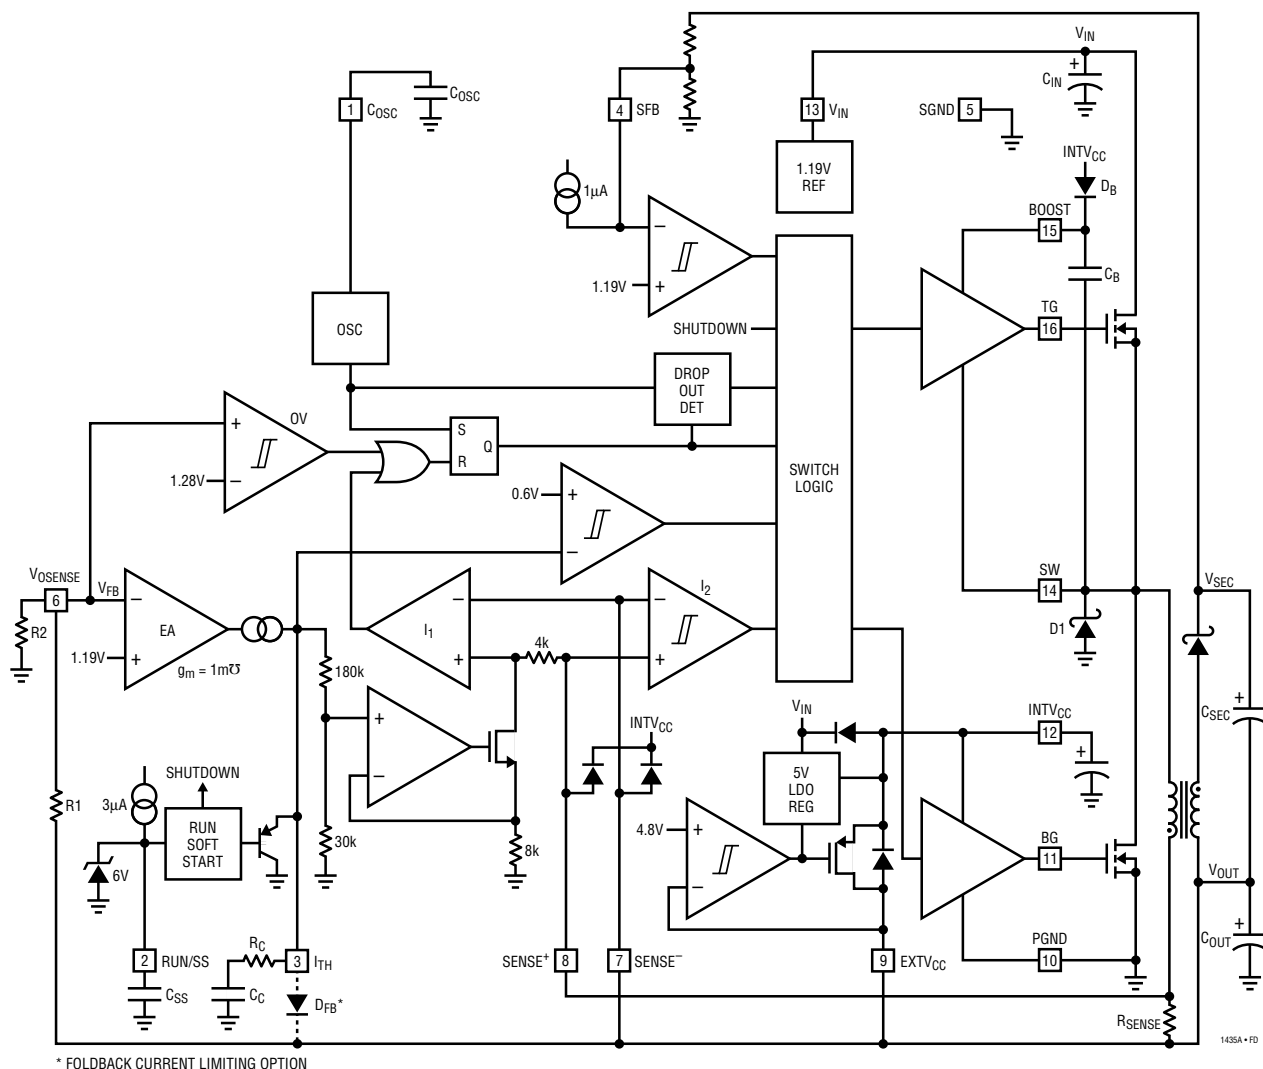 V_IN
C_IN
+
1
C_OSC
C_OSC
4
SFB
13
V_IN
SGND
5
1.19V
REF
INTV_CC
D_B
1µA
BOOST
15
C_B
−
1.19V
+
OSC
SHUTDOWN
TG
16
DROP
OUT
DET
OV
+
1.28V
−
S
R
Q
SWITCH
LOGIC
0.6V
+
−
V_OSENSE
6
V_FB
−
EA
1.19V
+
g_m = 1m℧
R2
I_1
−
+
4k
I_2
−
+
SW
14
D1
V_SEC
180k
+
−
INTV_CC
V_IN
5V
LDO
REG
INTV_CC
12
+
+
C_SEC
SHUTDOWN
3µA
R1
RUN
SOFT
START
6V
30k
8k
4.8V
+
−
BG
11
V_OUT
+
C_OUT
2
RUN/SS
C_SS
R_C
3
I_TH
C_C
D_FB*
SENSE+
8
7
SENSE−
9
EXTV_CC
PGND
10
R_SENSE
1435A • FD
* FOLDBACK CURRENT LIMITING OPTION